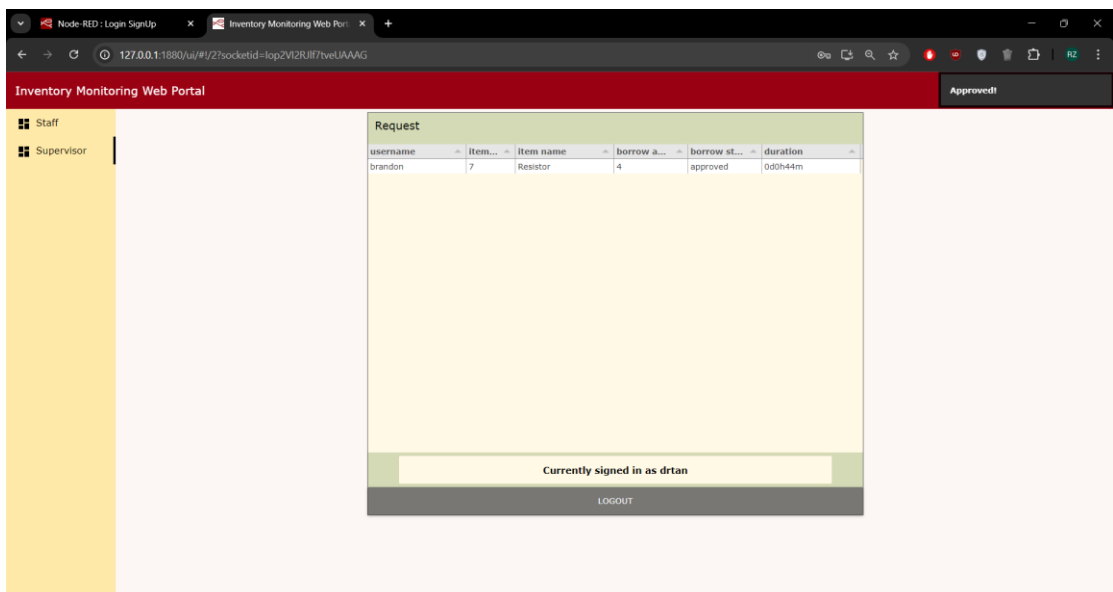 Node-RED : Login SignUp
Inventory Monitoring Web Port
127.0.0.1:1880/ui/#!/2?socketid=
RZ
Inventory Monitoring Web Portal
Approved!
Staff
Supervisor
Request
username item... item name borrow a... borrow st... duration
brandon 7 Resistor 4 approved 0d0h44m
Currently signed in as drtan
LOGOUT